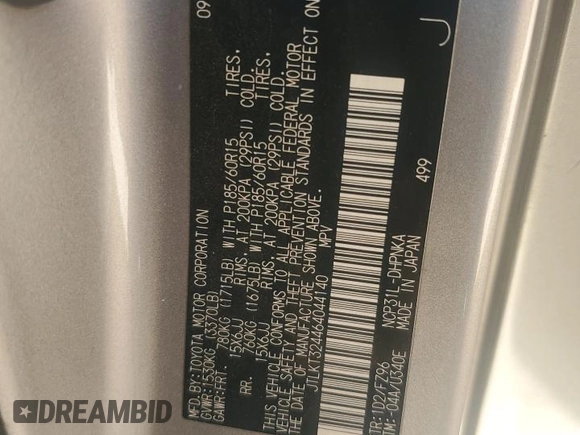 MFD.BY:TOYOTA MOTOR CORPORATION 09
GVWR:1530KG (3370LB)
GAWR:FRT. 780KG (1715LB) WITH P185/60R15 TIRES,
15X6JJ RIMS, AT 200KPA (29PSI) COLD.
RR. 760KG (1675LB) WITH P185/60R15 TIRES,
15X6JJ RIMS, AT 200KPA (29PSI) COLD.
THIS VEHICLE CONFORMS TO ALL APPLICABLE FEDERAL MOTOR
VEHICLE SAFETY AND THEFT PREVENTION STANDARDS IN EFFECT ON
THE DATE OF MANUFACTURE SHOWN ABOVE.
JTLKT324464044140 MPV
499 J
TR:1D2/FZ96 NCP31L-DHPNKA
TM:-04A/U340E MADE IN JAPAN
DREAMBID